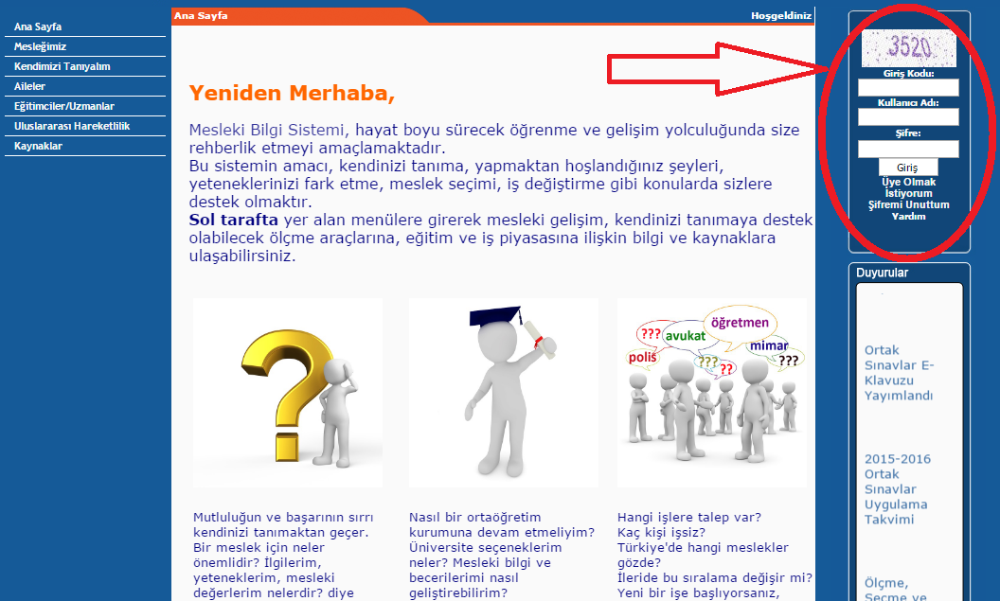 Ana Sayfa
Mesleğimiz
Kendimizi Tanıyalım
Aileler
Eğitimciler/Uzmanlar
Uluslararası Hareketlilik
Kaynaklar
Ana Sayfa
Hoşgeldiniz
Yeniden Merhaba,
Mesleki Bilgi Sistemi, hayat boyu sürecek öğrenme ve gelişim yolculuğunda size
rehberlik etmeyi amaçlamaktadır.
Bu sistemin amacı, kendinizi tanıma, yapmaktan hoşlandığınız şeyleri,
yeteneklerinizi fark etme, meslek seçimi, iş değiştirme gibi konularda sizlere
destek olmaktır.
Sol tarafta yer alan menülere girerek mesleki gelişim, kendinizi tanımaya destek
olabilecek ölçme araçlarına, eğitim ve iş piyasasına ilişkin bilgi ve kaynaklara
ulaşabilirsiniz.
öğretmen
???
avukat
mimar
polis
???
??
???
Mutluluğun ve başarının sırrı
kendinizi tanımaktan geçer.
Bir meslek için neler
önemlidir? İlgilerim,
yeteneklerim, mesleki
değerlerim nelerdir? diye
Nasıl bir ortaöğretim
kurumuna devam etmeliyim?
Üniversite seçeneklerim
neler? Mesleki bilgi ve
becerilerimi nasıl
geliştirebilirim?
Hangi işlere talep var?
Kaç kişi işsiz?
Türkiye'de hangi meslekler
gözde?
İleride bu sıralama değişir mi?
Yeni bir işe başlıyorsanız,
3520
Giriş Kodu:
Kullanıcı Adı:
Şifre:
Giriş
Üye Olmak
İstiyorum
Şifremi Unuttum
Yardım
Duyurular
Ortak
Sınavlar E-
Klavuzu
Yayımlandı
2015-2016
Ortak
Sınavlar
Uygulama
Takvimi
Ölçme,
Seçme ve